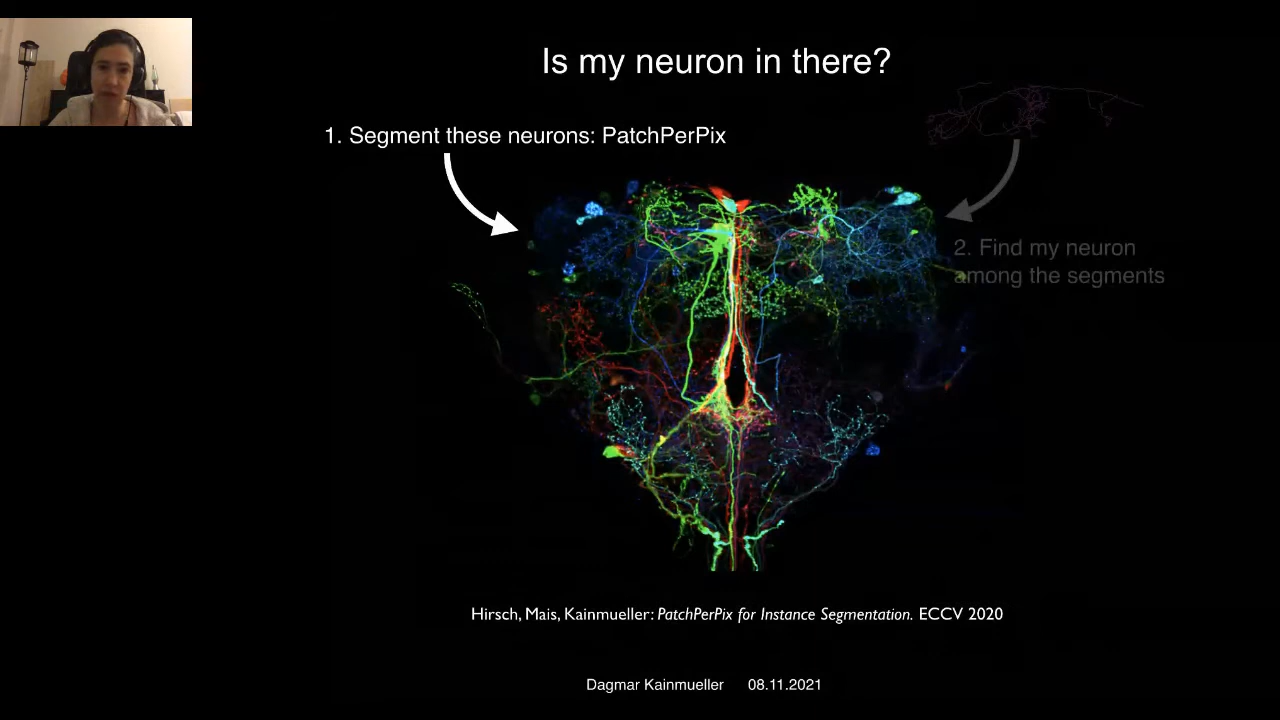 Is my neuron in there?
1. Segment these neurons: PatchPerPix
2. Find my neuron
among the segments
Hirsch, Mais, Kainmueller: PatchPerPix for Instance Segmentation. ECCV 2020
Dagmar Kainmueller 08.11.2021